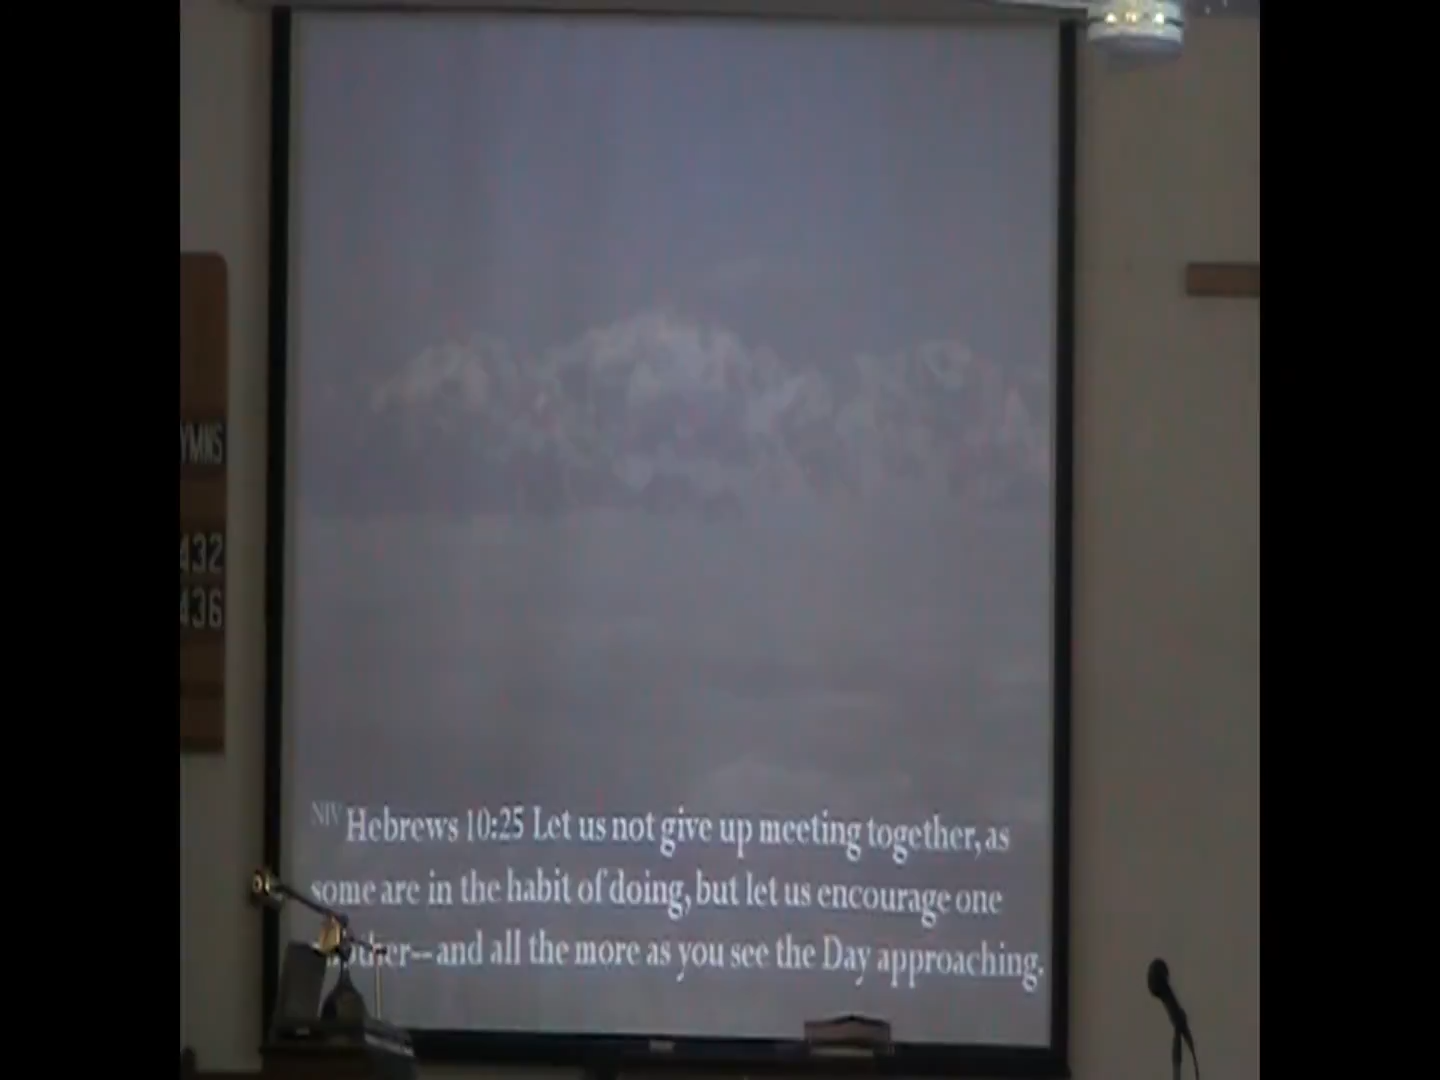 YMNS
432
436
NIV Hebrews 10:25 Let us not give up meeting together, as
some are in the habit of doing, but let us encourage one
another—and all the more as you see the Day approaching.